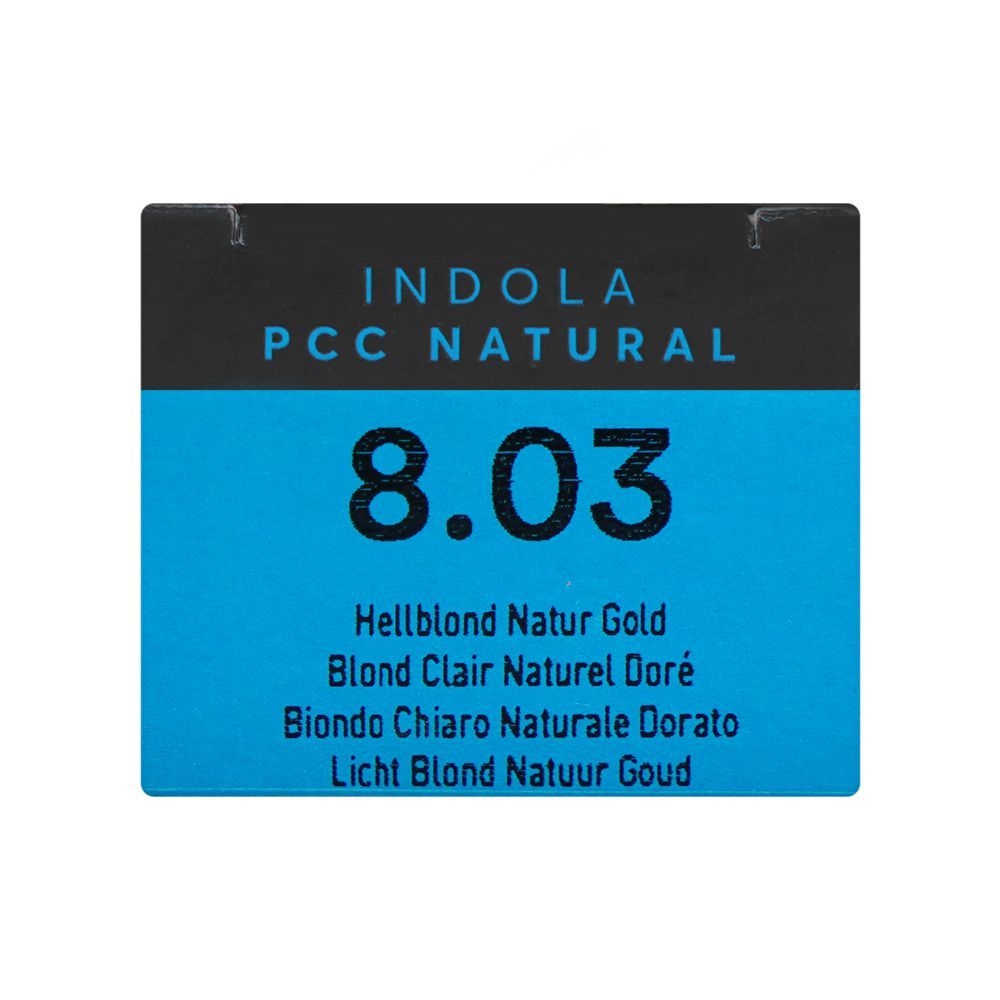 INDOLA
PCC NATURAL
8.03
Hellblond Natur Gold
Blond Clair Naturel Doré
Biondo Chiaro Naturale Dorato
Licht Blond Natuur Goud